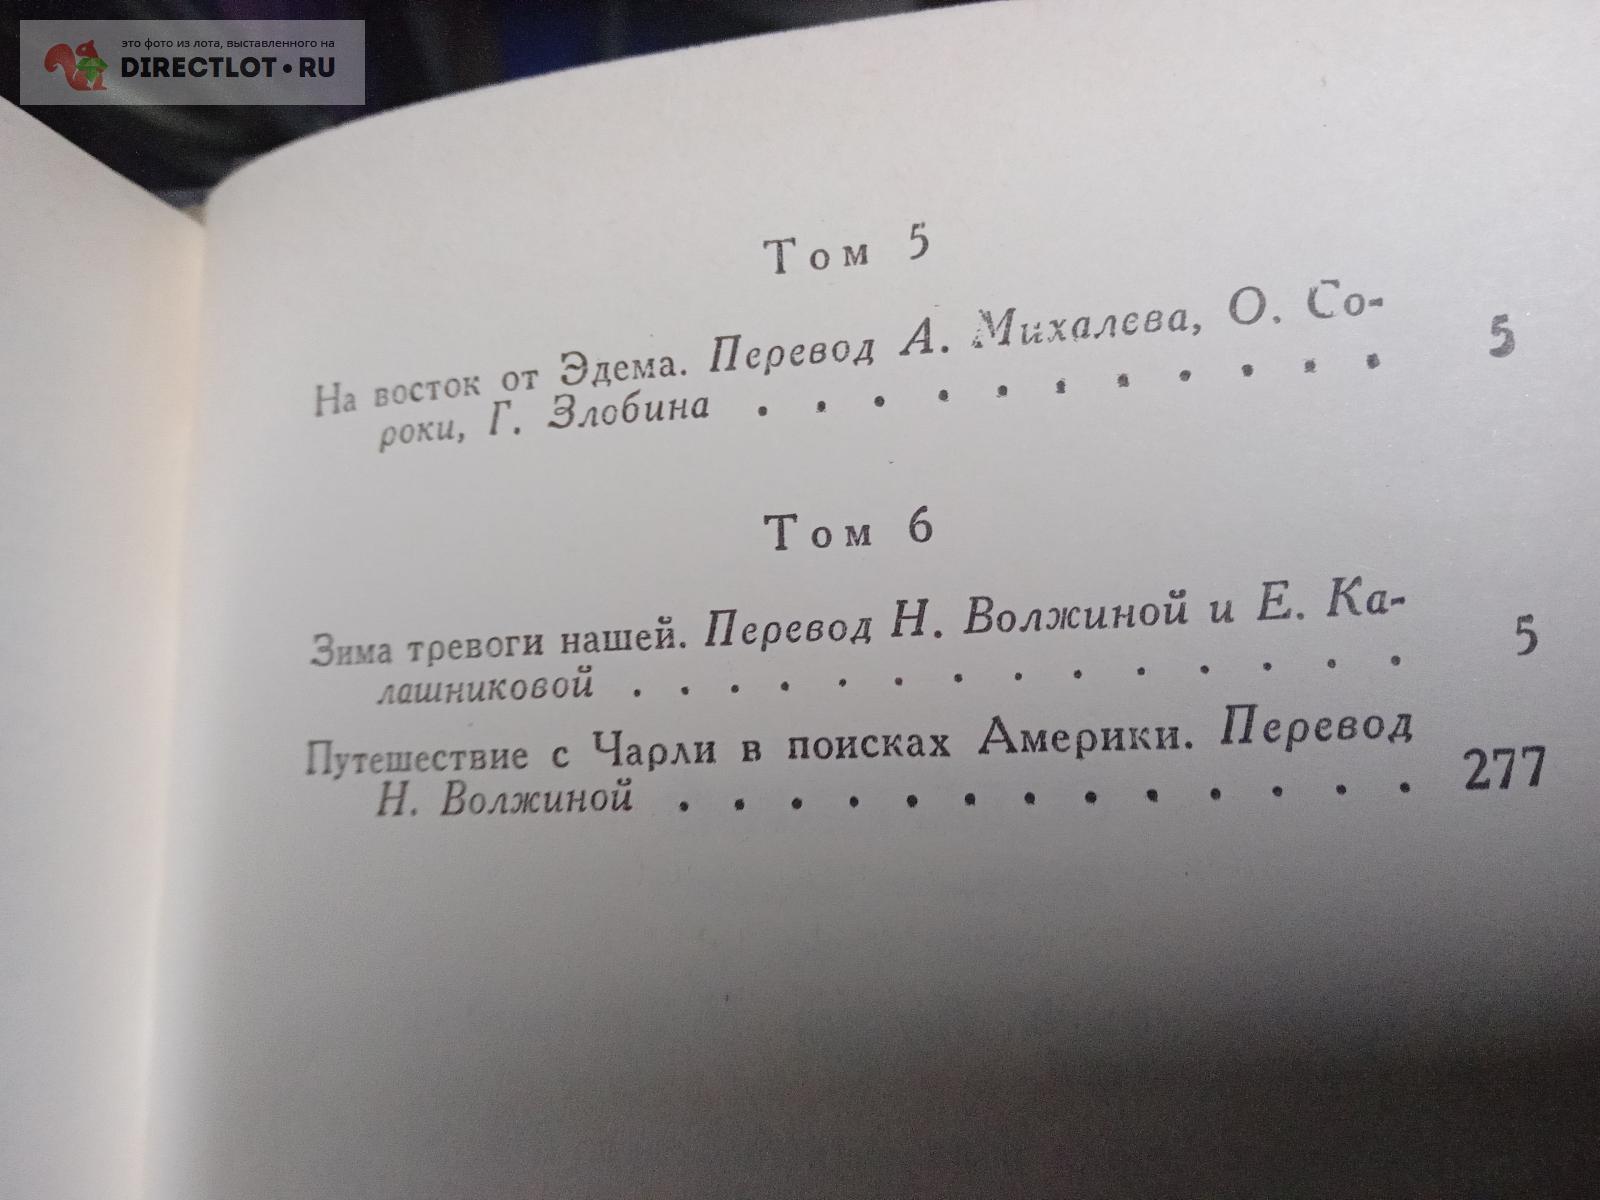 это фото из лота, выставленного на
DIRECTLOT•RU
Том 5
На восток от Эдема. Перевод А. Михалева, О. Со-
роки, Г. Злобина . . . . . . . . . . . 5
Том 6
Зима тревоги нашей. Перевод Н. Волжиной и Е. Ка-
лашниковой . . . . . . . . . . . . . 5
Путешествие с Чарли в поисках Америки. Перевод
Н. Волжиной . . . . . . . . . . . . . 277